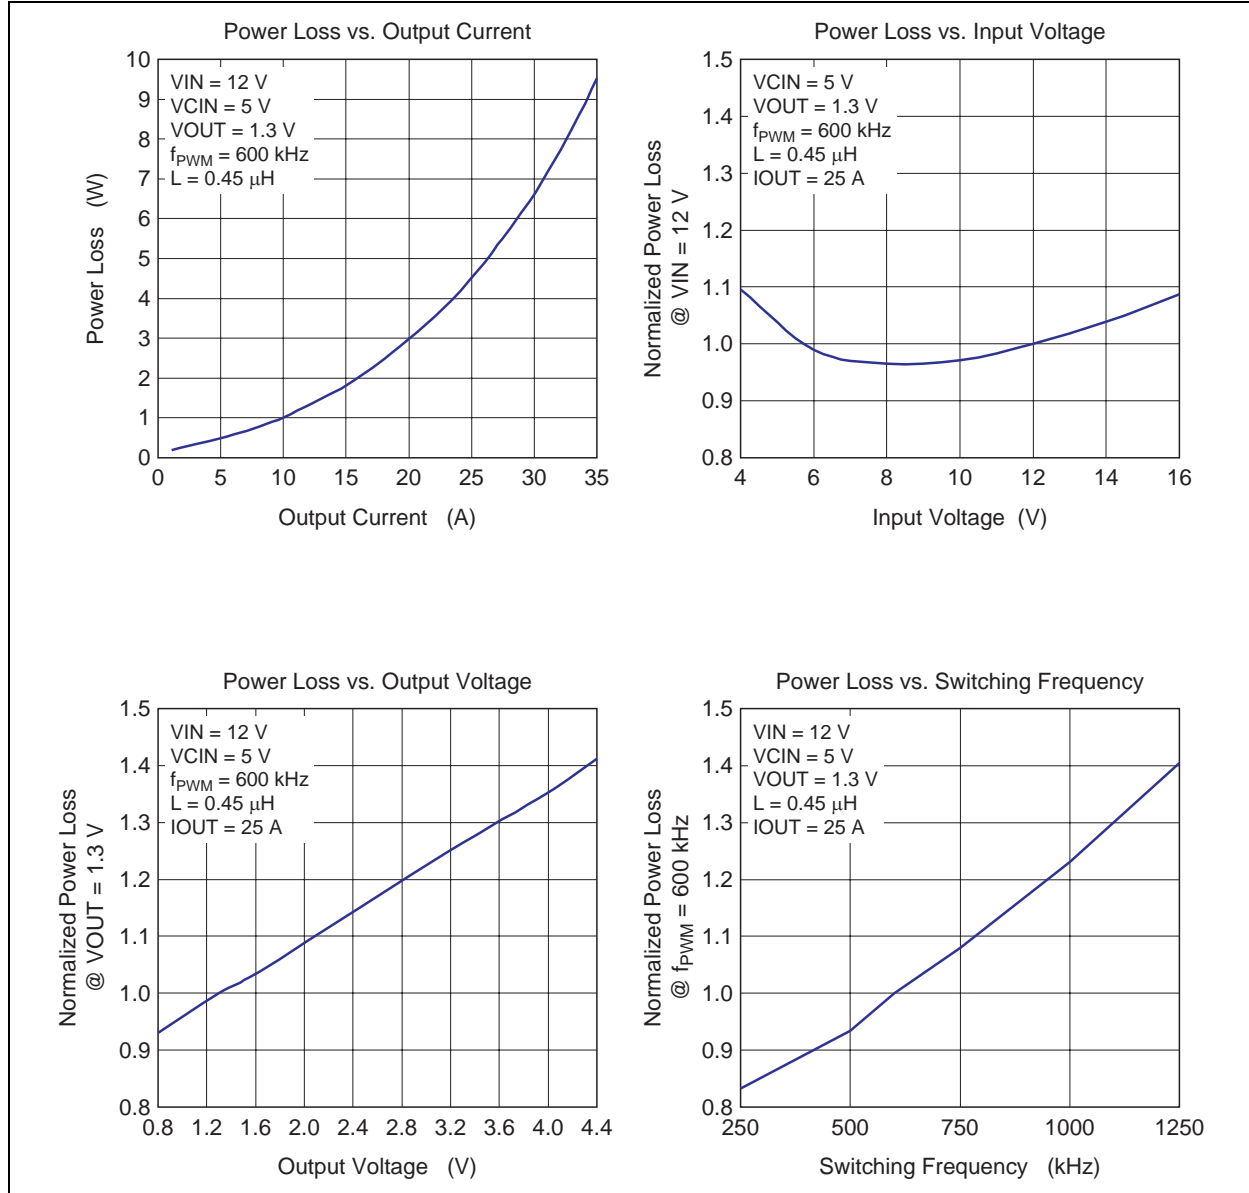 Power Loss vs. Output Current
10
9
8
7
6
5
4
3
2
1
0
Power Loss (W)
VIN = 12 V
VCIN = 5 V
VOUT = 1.3 V
fPWM = 600 kHz
L = 0.45 μH
0 5 10 15 20 25 30 35
Output Current (A)
Power Loss vs. Input Voltage
1.5
1.4
1.3
1.2
1.1
1.0
0.9
0.8
Normalized Power Loss
@ VIN = 12 V
VCIN = 5 V
VOUT = 1.3 V
fPWM = 600 kHz
L = 0.45 μH
IOUT = 25 A
4 6 8 10 12 14 16
Input Voltage (V)
Power Loss vs. Output Voltage
1.5
1.4
1.3
1.2
1.1
1.0
0.9
0.8
Normalized Power Loss
@ VOUT = 1.3 V
VIN = 12 V
VCIN = 5 V
fPWM = 600 kHz
L = 0.45 μH
IOUT = 25 A
0.8 1.2 1.6 2.0 2.4 2.8 3.2 3.6 4.0 4.4
Output Voltage (V)
Power Loss vs. Switching Frequency
1.5
1.4
1.3
1.2
1.1
1.0
0.9
0.8
Normalized Power Loss
@ fPWM = 600 kHz
VIN = 12 V
VCIN = 5 V
VOUT = 1.3 V
L = 0.45 μH
IOUT = 25 A
250 500 750 1000 1250
Switching Frequency (kHz)